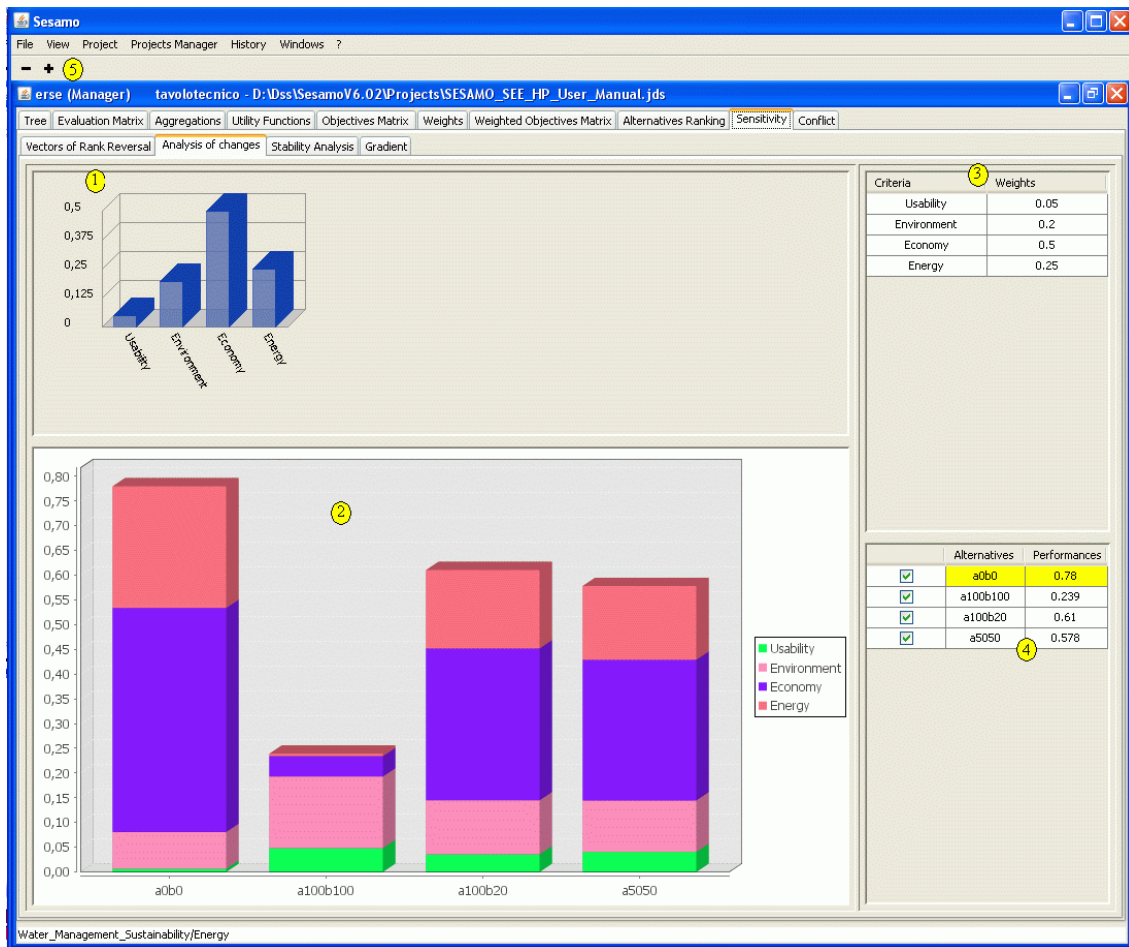 Sesamo
File View Project Projects Manager History Windows ?
- + 5
erse (Manager) tavolotecnico - D:\Dss\SesamoV6.02\Projects\SESAMO_SEE_HP_User_Manual.jds
Tree Evaluation Matrix Aggregations Utility Functions Objectives Matrix Weights Weighted Objectives Matrix Alternatives Ranking Sensitivity Conflict
Vectors of Rank Reversal Analysis of changes Stability Analysis Gradient
1
0,5
0,375
0,25
0,125
0
Usability
Environment
Economy
Energy
3
Criteria Weights
Usability 0.05
Environment 0.2
Economy 0.5
Energy 0.25
2
0,80
0,75
0,70
0,65
0,60
0,55
0,50
0,45
0,40
0,35
0,30
0,25
0,20
0,15
0,10
0,05
0,00
a0b0 a100b100 a100b20 a5050
Usability
Environment
Economy
Energy
Alternatives Performances
a0b0 0.78
a100b100 0.239
a100b20 0.61
a5050 0.578
4
Water_Management_Sustainability/Energy